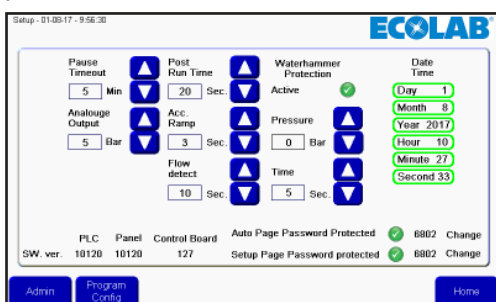 Setup - 01-08-17 - 9:56:30
ECOLAB
Pause Timeout
5 Min
Post Run Time
20 Sec.
Waterhammer Protection
Active
Date Time
Day 1
Month 8
Year 2017
Hour 10
Minute 27
Second 33
Analouge Output
5 Bar
Acc. Ramp
3 Sec.
Pressure
0 Bar
Flow detect
10 Sec.
Time
5 Sec.
PLC Panel Control Board
SW. ver. 10120 10120 127
Auto Page Password Protected 6802 Change
Setup Page Password protected 6802 Change
Admin
Program Config
Home